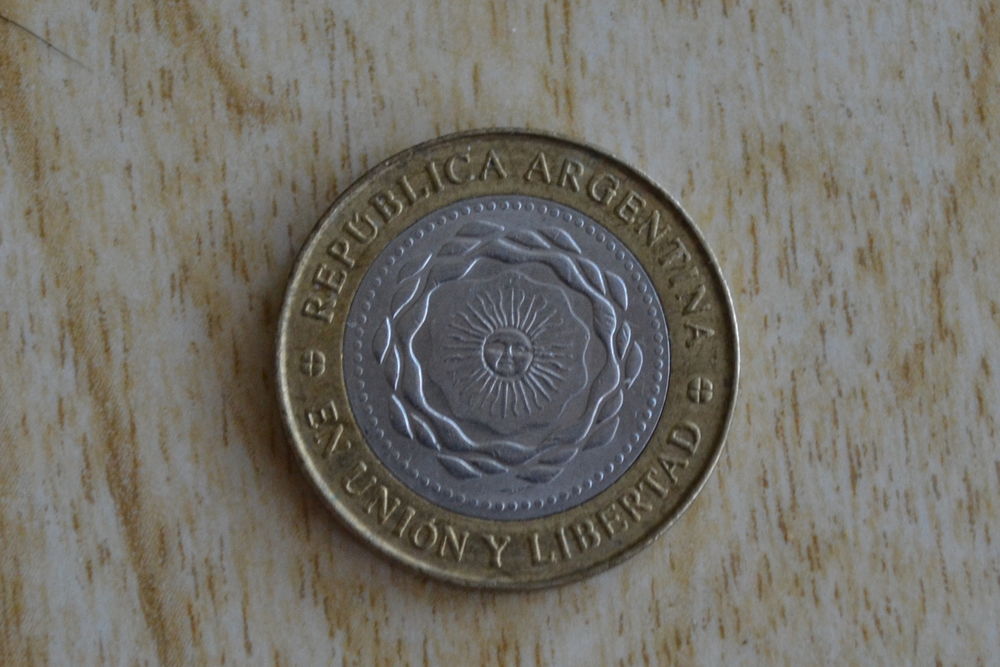 REPÚBLICA ARGENTINA
EN UNIÓN Y LIBERTAD